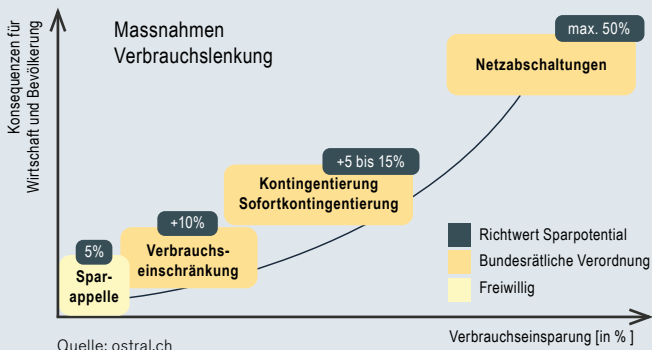 Konsequenzen für
Wirtschaft und Bevölkerung
Massnahmen
Verbrauchslenkung
max. 50%
Netzabschaltungen
+5 bis 15%
Kontingentierung
Sofortkontingentierung
+10%
Verbrauchs-
einschränkung
5%
Spar-
appelle
Richtwert Sparpotential
Bundesrätliche Verordnung
Freiwillig
Verbrauchseinsparung [in % ]
Quelle: ostral.ch